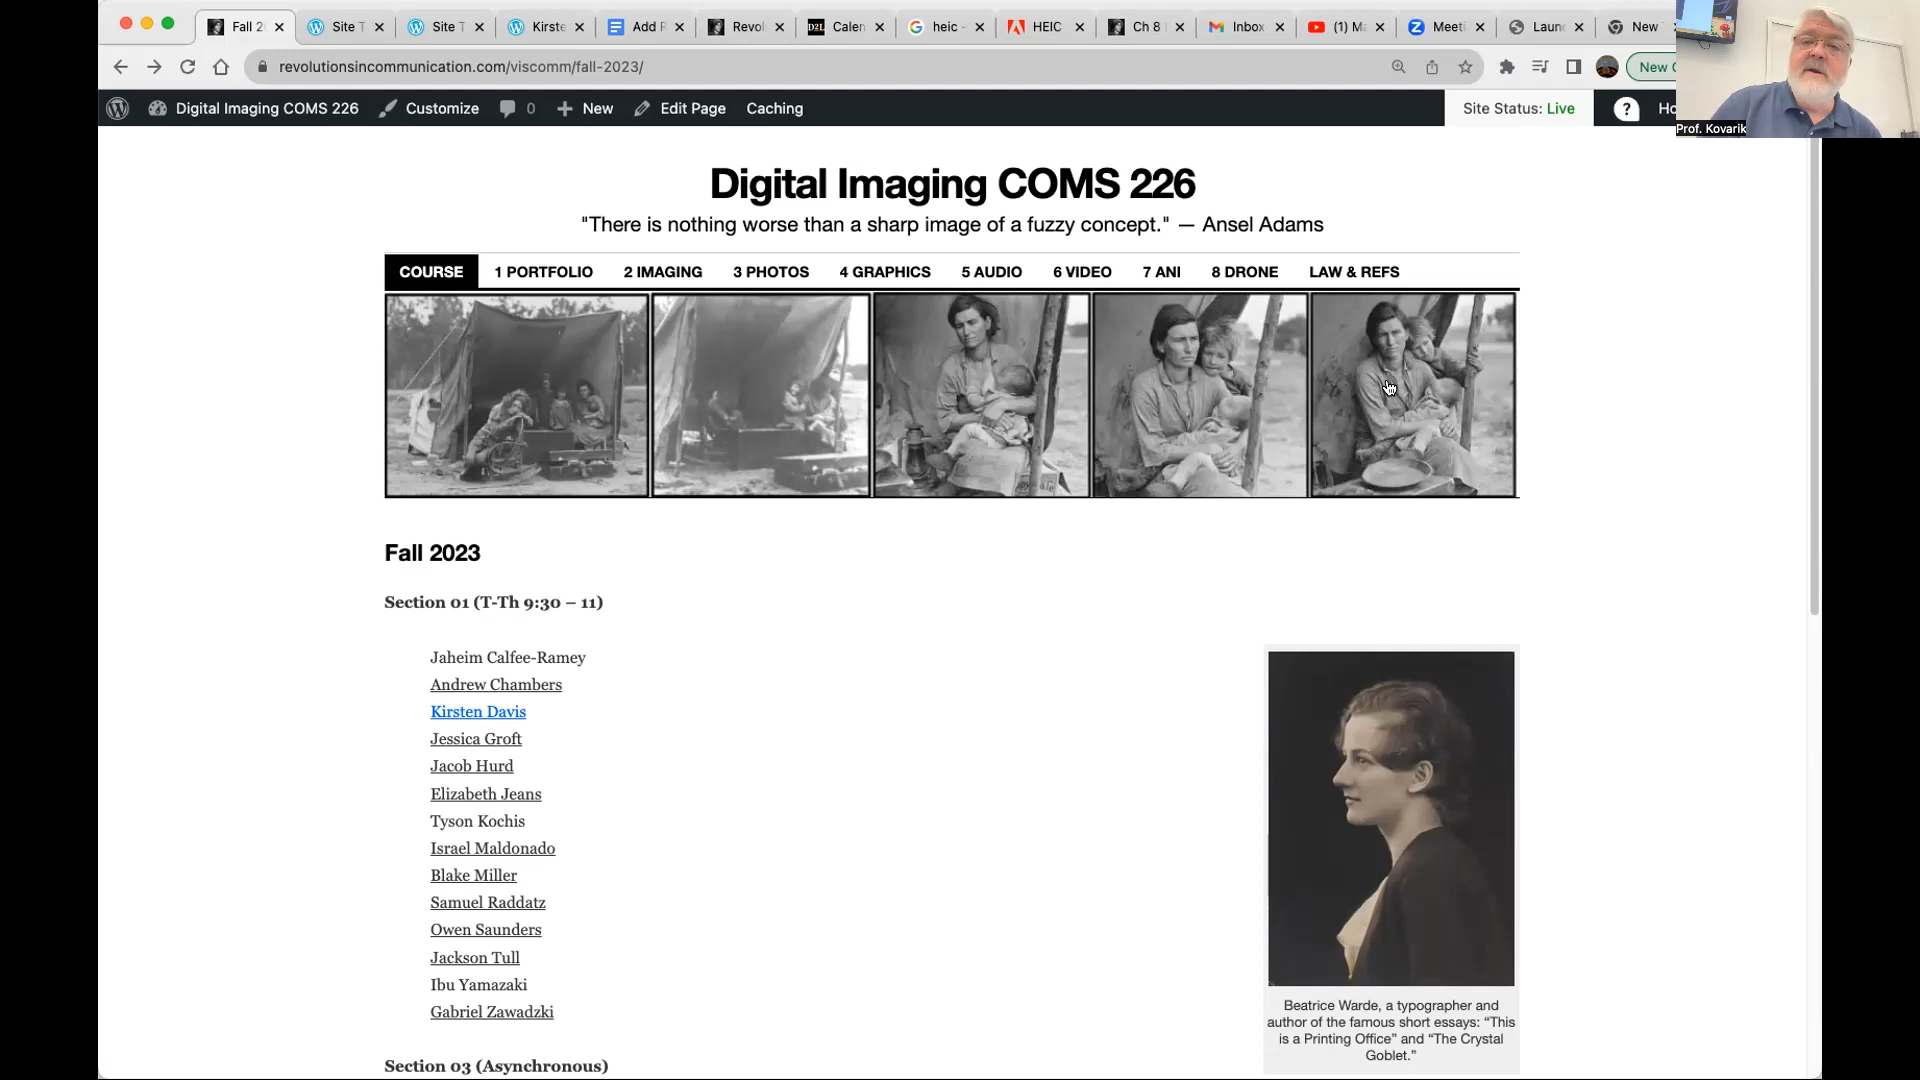 Fall 2
Site T
Site T
Kirste
Add F
Revol
D2L
Calen
heic -
HEIC
Ch 8
Inbox
(1) Ma
Meeti
Laun
New
revolutionsincommunication.com/viscomm/fall-2023/
New C
Digital Imaging COMS 226
Customize
0
New
Edit Page
Caching
Site Status: Live
?
Ho
Prof. Kovarik
Digital Imaging COMS 226
"There is nothing worse than a sharp image of a fuzzy concept." — Ansel Adams
COURSE
1 PORTFOLIO
2 IMAGING
3 PHOTOS
4 GRAPHICS
5 AUDIO
6 VIDEO
7 ANI
8 DRONE
LAW & REFS
Fall 2023
Section 01 (T-Th 9:30 – 11)
Jaheim Calfee-Ramey
Andrew Chambers
Kirsten Davis
Jessica Groft
Jacob Hurd
Elizabeth Jeans
Tyson Kochis
Israel Maldonado
Blake Miller
Samuel Raddatz
Owen Saunders
Jackson Tull
Ibu Yamazaki
Gabriel Zawadzki
Section 03 (Asynchronous)
Beatrice Warde, a typographer and
author of the famous short essays: “This
is a Printing Office” and “The Crystal
Goblet.”